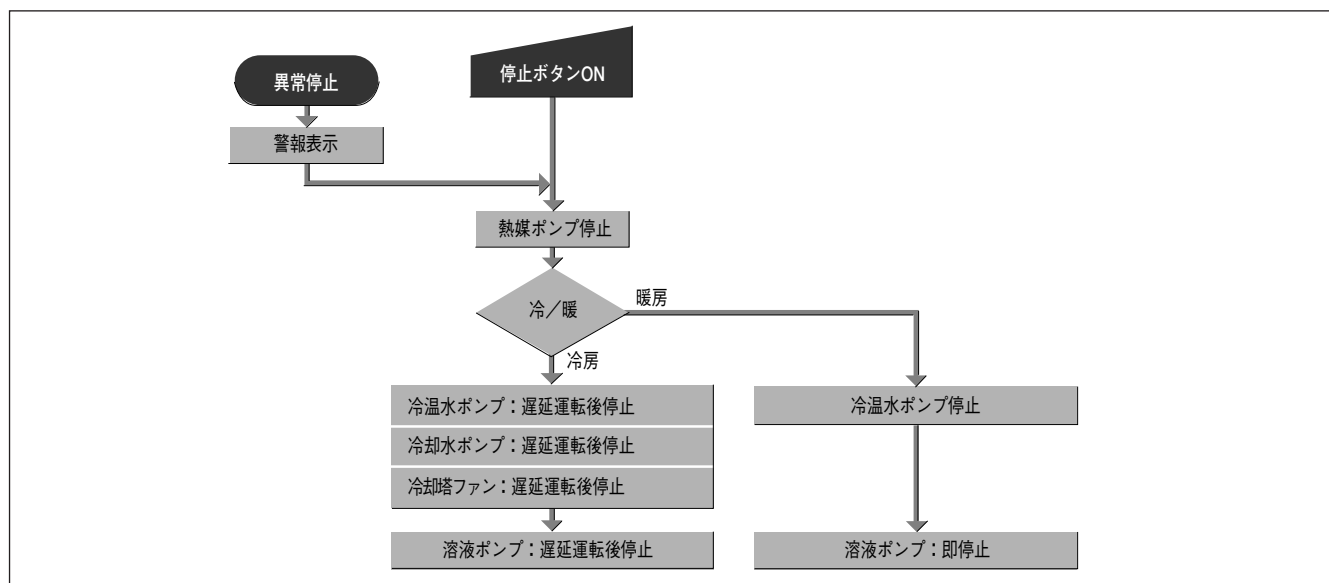 異常停止
停止ボタンON
警報表示
熱媒ポンプ停止
冷／暖
暖房
冷房
冷温水ポンプ：遅延運転後停止
冷却水ポンプ：遅延運転後停止
冷却塔ファン：遅延運転後停止
溶液ポンプ：遅延運転後停止
冷温水ポンプ停止
溶液ポンプ：即停止